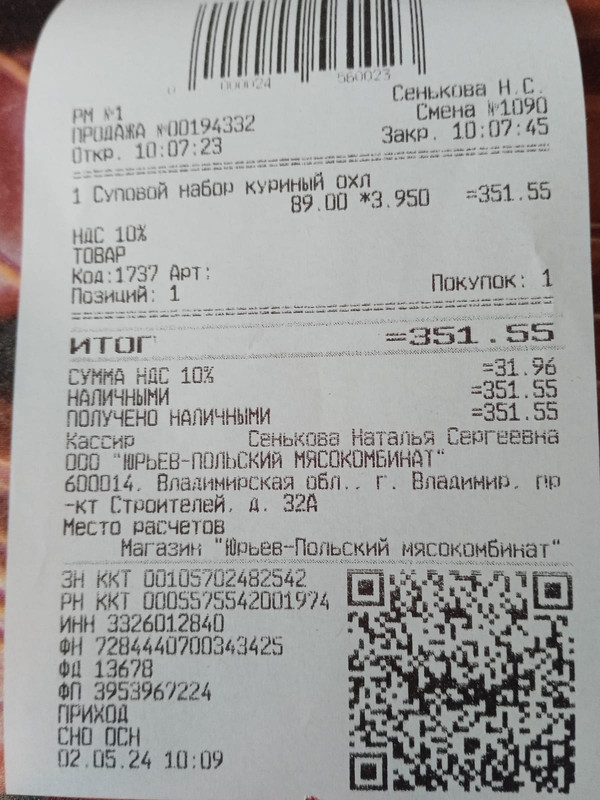 000024 560023
Сенькова Н.С.
РМ №1 Смена №1090
ПРОДАЖА №00194332 Закр. 10:07:45
Откр. 10:07:23
1 Суповой набор куриный охл
89.00 *3.950 =351.55
НДС 10%
ТОВАР
Код:1737 Арт:
Позиций: 1 Покупок: 1
ИТОГ =351.55
СУММА НДС 10% =31.96
НАЛИЧНЫМИ =351.55
ПОЛУЧЕНО НАЛИЧНЫМИ =351.55
Кассир Сенькова Наталья Сергеевна
ООО "ЮРЬЕВ-ПОЛЬСКИЙ МЯСОКОМБИНАТ"
600014, Владимирская обл., г. Владимир, пр
-кт Строителей, д. 32А
Место расчетов
Магазин "Юрьев-Польский мясокомбинат"
ЗН ККТ 00105702482542
РН ККТ 0005575542001974
ИНН 3326012840
ФН 7284440700343425
ФД 13678
ФП 3953967224
ПРИХОД
СНО ОСН
02.05.24 10:09